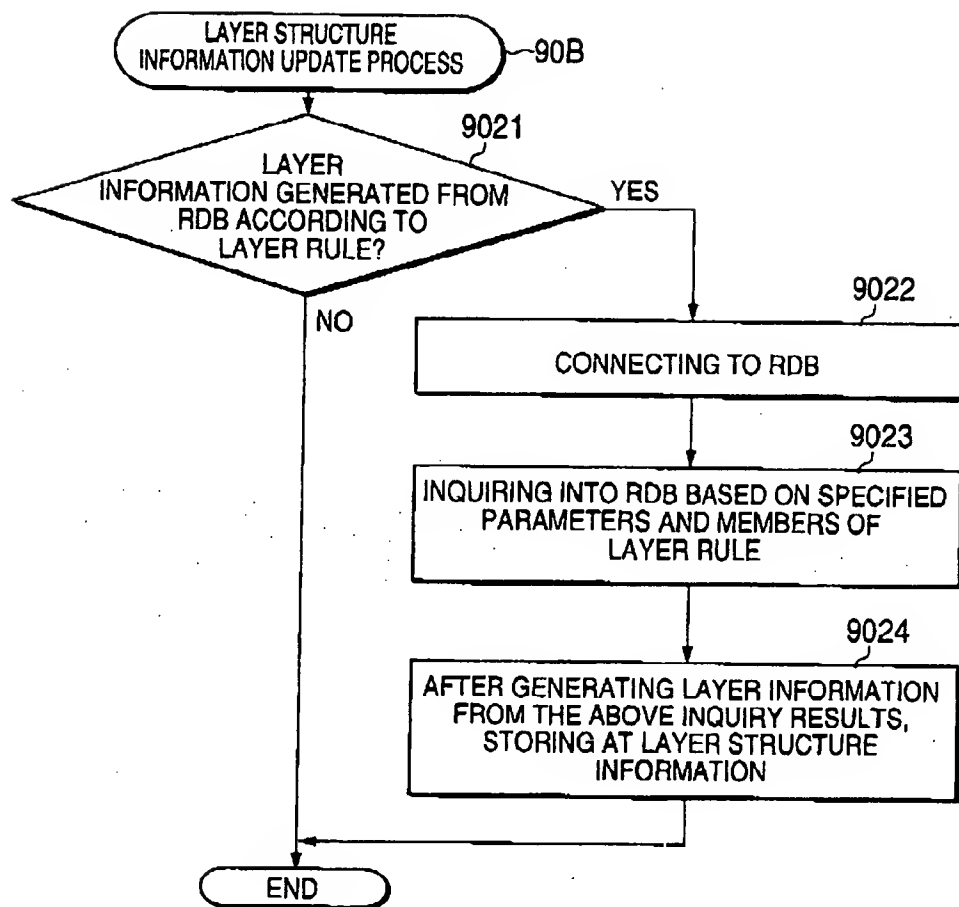 LAYER STRUCTURE
INFORMATION UPDATE PROCESS
90B
9021
LAYER
INFORMATION GENERATED FROM
RDB ACCORDING TO
LAYER RULE?
YES
NO
9022
CONNECTING TO RDB
9023
INQUIRING INTO RDB BASED ON SPECIFIED
PARAMETERS AND MEMBERS OF
LAYER RULE
9024
AFTER GENERATING LAYER INFORMATION
FROM THE ABOVE INQUIRY RESULTS,
STORING AT LAYER STRUCTURE
INFORMATION
END